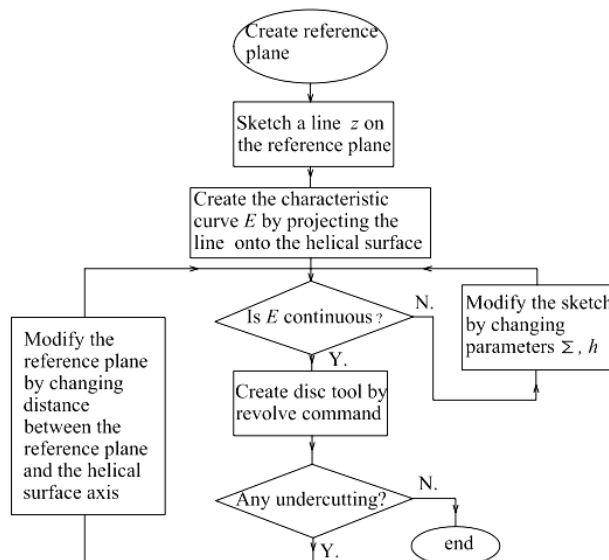 Create reference
plane
Sketch a line z on
the reference plane
Create the characteristic
curve E by projecting the
line onto the helical surface
Is E continuous?
N.
Modify the sketch
by changing
parameters Σ, h
Y.
Modify the
reference plane
by changing
distance
between the
reference plane
and the helical
surface axis
Create disc tool by
revolve command
Any undercutting?
N.
end
Y.